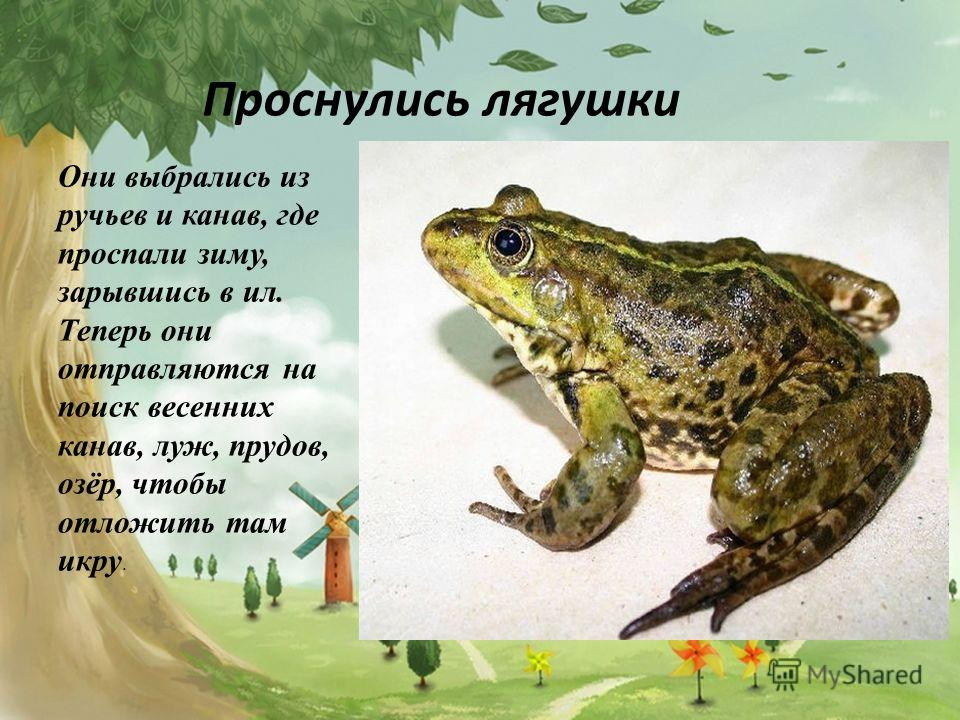 Проснулись лягушки
Они выбрались из
ручьев и канав, где
проспали зиму,
зарывшись в ил.
Теперь они
отправляются на
поиск весенних
канав, луж, прудов,
озёр, чтобы
отложить там
икру.
MyShared